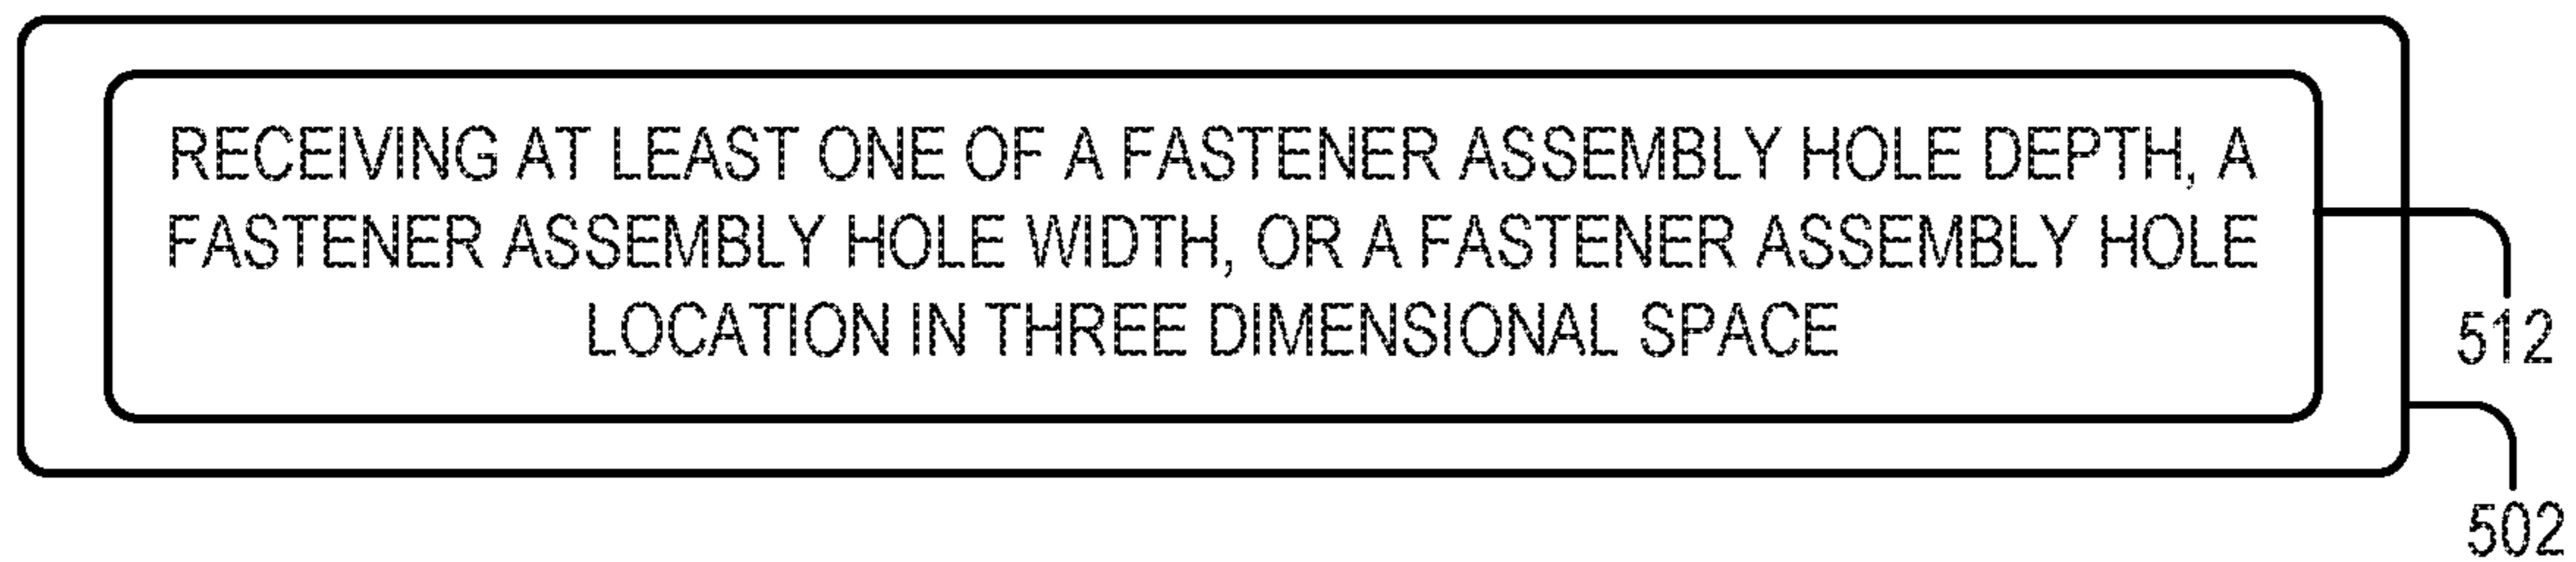 RECEIVING AT LEAST ONE OF A FASTENER ASSEMBLY HOLE DEPTH, A
FASTENER ASSEMBLY HOLE WIDTH, OR A FASTENER ASSEMBLY HOLE
LOCATION IN THREE DIMENSIONAL SPACE
512
502